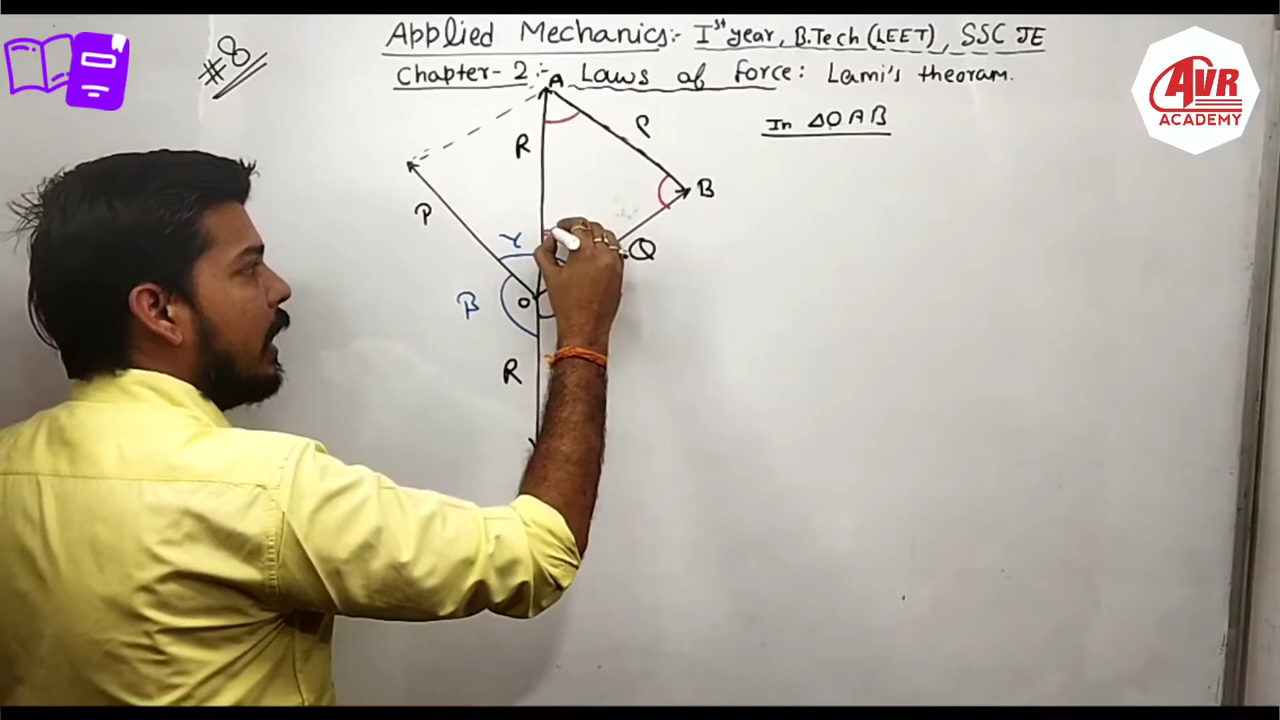 #8
Applied Mechanics:- Ist year, B.Tech (LEET), SSC JE
Chapter-2:- Laws of force: Lami's theoram.
AVR
ACADEMY
In ΔOAB
A
R
P
B
P
γ
Q
β
O
R